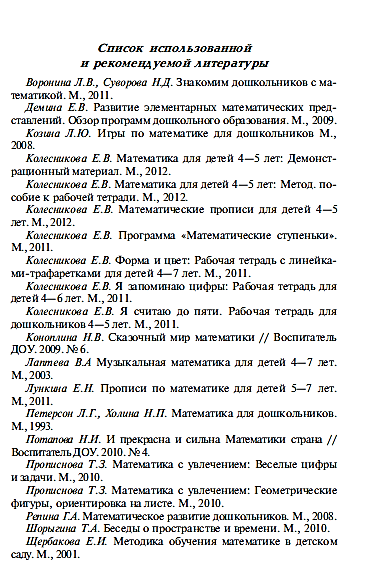 Список использованной
и рекомендуемой литературы
Воронина Л.В., Суворова Н.Д. Знакомим дошкольников с ма-
тематикой. М., 2011.
Демина Е.В. Развитие элементарных математических пред-
ставлений. Обзор программ дошкольного образования. М., 2009.
Козина Л.Ю. Игры по математике для дошкольников М.,
2008.
Колесникова Е.В. Математика для детей 4—5 лет: Демонст-
рационный материал. М., 2012.
Колесникова Е.В. Математика для детей 4—5 лет: Метод. по-
собие к рабочей тетради. М., 2012.
Колесникова Е.В. Математические прописи для детей 4—5
лет. М., 2012.
Колесникова Е.В. Программа «Математические ступеньки».
М., 2011.
Колесникова Е.В. Форма и цвет: Рабочая тетрадь с линейка-
ми-трафаретками для детей 4—7 лет. М., 2011.
Колесникова Е.В. Я запоминаю цифры: Рабочая тетрадь для
детей 4—6 лет. М., 2011.
Колесникова Е.В. Я считаю до пяти. Рабочая тетрадь для
дошкольников 4—5 лет. М., 2011.
Коноплина Н.В. Сказочный мир математики // Воспитатель
ДОУ. 2009. № 6.
Лаптева В.А Музыкальная математика для детей 4—7 лет.
М., 2003.
Лункина Е.Н. Прописи по математике для детей 5—7 лет.
М., 2011.
Петерсон Л.Г., Холина Н.П. Математика для дошкольников.
М., 1993.
Потапова Н.И. И прекрасна и сильна Математики страна //
Воспитатель ДОУ. 2010. № 4.
Прописнова Т.З. Математика с увлечением: Веселые цифры
и задачи. М., 2010.
Прописнова Т.З. Математика с увлечением: Геометрические
фигуры, ориентировка на листе. М., 2010.
Репина Г.А. Математическое развитие дошкольников. М., 2008.
Шорыгина Т.А. Беседы о пространстве и времени. М., 2010.
Щербакова Е.И. Методика обучения математике в детском
саду. М., 2001.